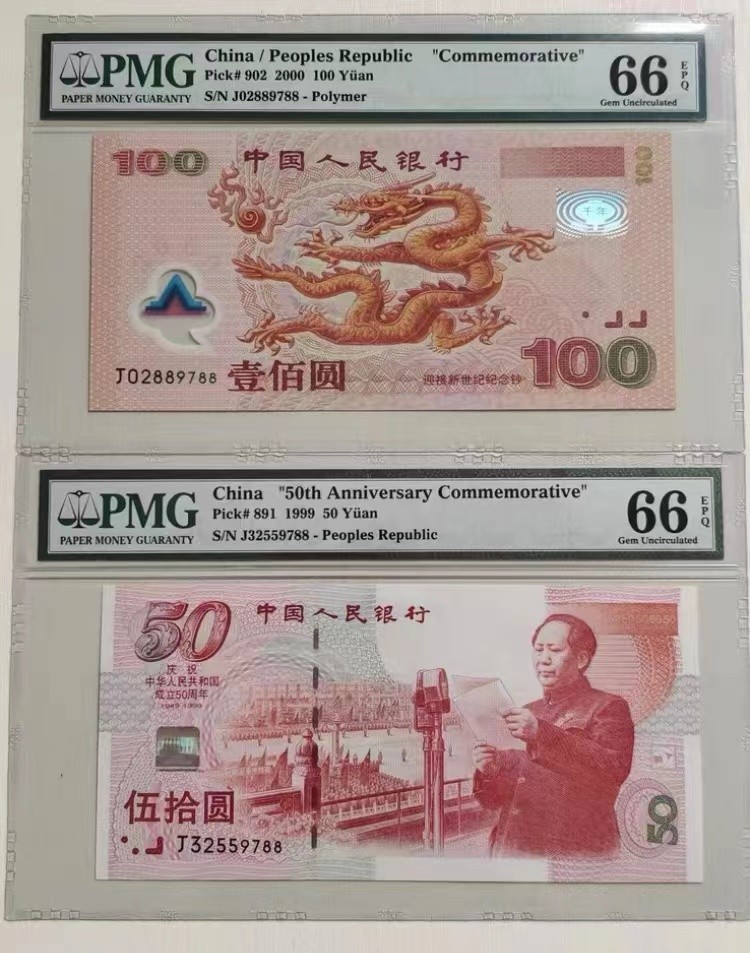 PMG
PAPER MONEY GUARANTY
China / Peoples Republic "Commemorative"
Pick# 902 2000 100 Yüan
S/N J02889788 - Polymer
66 EPQ
Gem Uncirculated
100 中国人民银行 100
千年
J02889788 壹佰圆
迎接新世纪纪念钞 100
PMG
PAPER MONEY GUARANTY
China "50th Anniversary Commemorative"
Pick# 891 1999 50 Yüan
S/N J32559788 - Peoples Republic
66 EPQ
Gem Uncirculated
50 中国人民银行
庆祝
中华人民共和国
成立50周年
1949-1999
伍拾圆
J32559788
50